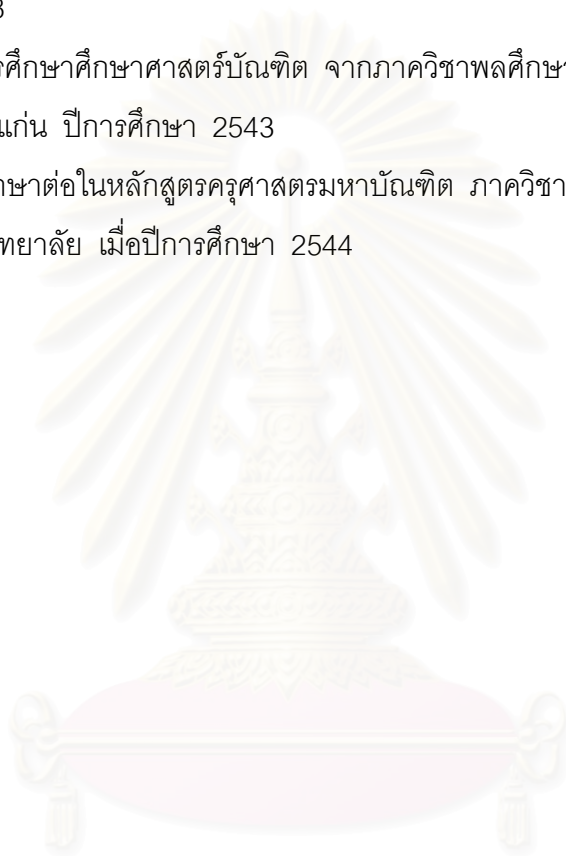 3
รศึกษาศึกษาศาสตร์บัณฑิต จากภาควิชาพลศึกษา
แก่น ปีการศึกษา 2543
าษาต่อในหลักสูตรครุศาสตรมหาบัณฑิต ภาควิชา
ทยาลัย เมื่อปีการศึกษา 2544